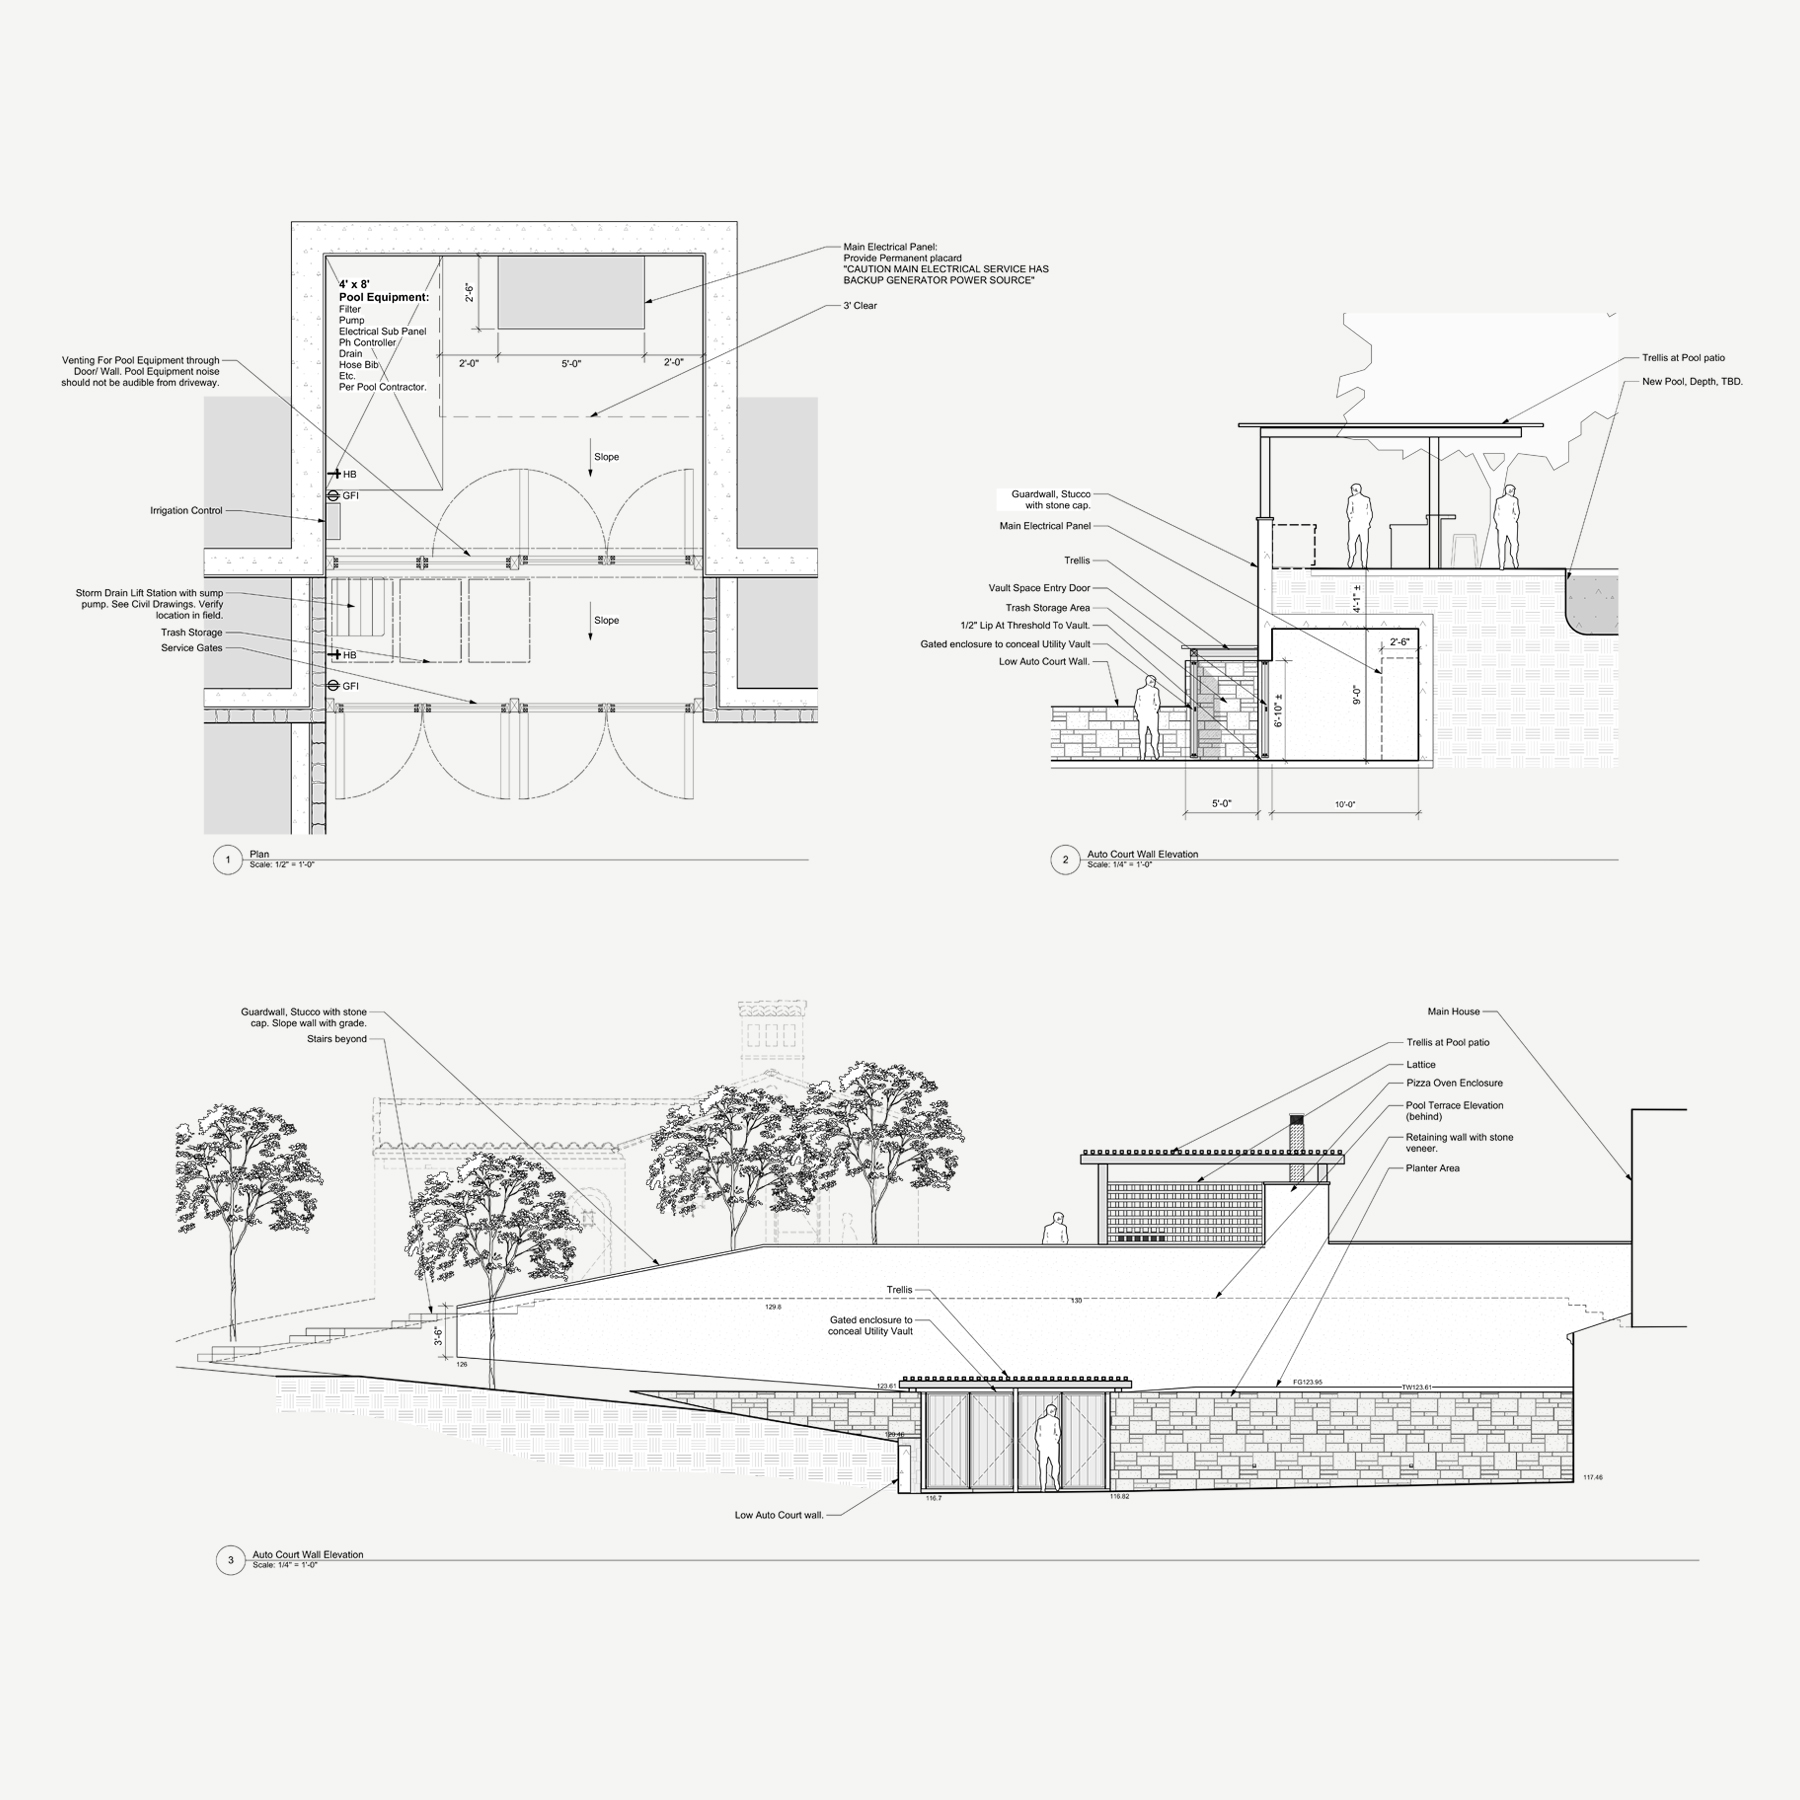 Main Electrical Panel:
Provide Permanent placard
"CAUTION MAIN ELECTRICAL SERVICE HAS
BACKUP GENERATOR POWER SOURCE"
3' Clear
4' x 8'
Pool Equipment:
Filter
Pump
Electrical Sub Panel
Ph Controller
Drain
Hose Bib
Etc.
Per Pool Contractor.
2'-6"
2'-0"
5'-0"
2'-0"
Venting For Pool Equipment through
Door/ Wall. Pool Equipment noise
should not be audible from driveway.
Slope
HB
GFI
Irrigation Control
Storm Drain Lift Station with sump
pump. See Civil Drawings. Verify
location in field.
Trash Storage
Service Gates
Slope
HB
GFI
1
Plan
Scale: 1/2" = 1'-0"
Trellis at Pool patio
New Pool, Depth, TBD.
Guardwall, Stucco
with stone cap.
Main Electrical Panel
Trellis
Vault Space Entry Door
Trash Storage Area
1/2" Lip At Threshold To Vault.
Gated enclosure to conceal Utility Vault
Low Auto Court Wall.
4'-1" ±
2'-6"
9'-0"
6'-10" ±
5'-0"
10'-0"
2
Auto Court Wall Elevation
Scale: 1/4" = 1'-0"
Guardwall, Stucco with stone
cap. Slope wall with grade.
Stairs beyond
Main House
Trellis at Pool patio
Lattice
Pizza Oven Enclosure
Pool Terrace Elevation
(behind)
Retaining wall with stone
veneer.
Planter Area
Trellis
Gated enclosure to
conceal Utility Vault
129.8
130
3'-6"
126
123.61
FG123.95
TW123.61
120.46
116.7
116.82
117.46
Low Auto Court wall.
3
Auto Court Wall Elevation
Scale: 1/4" = 1'-0"